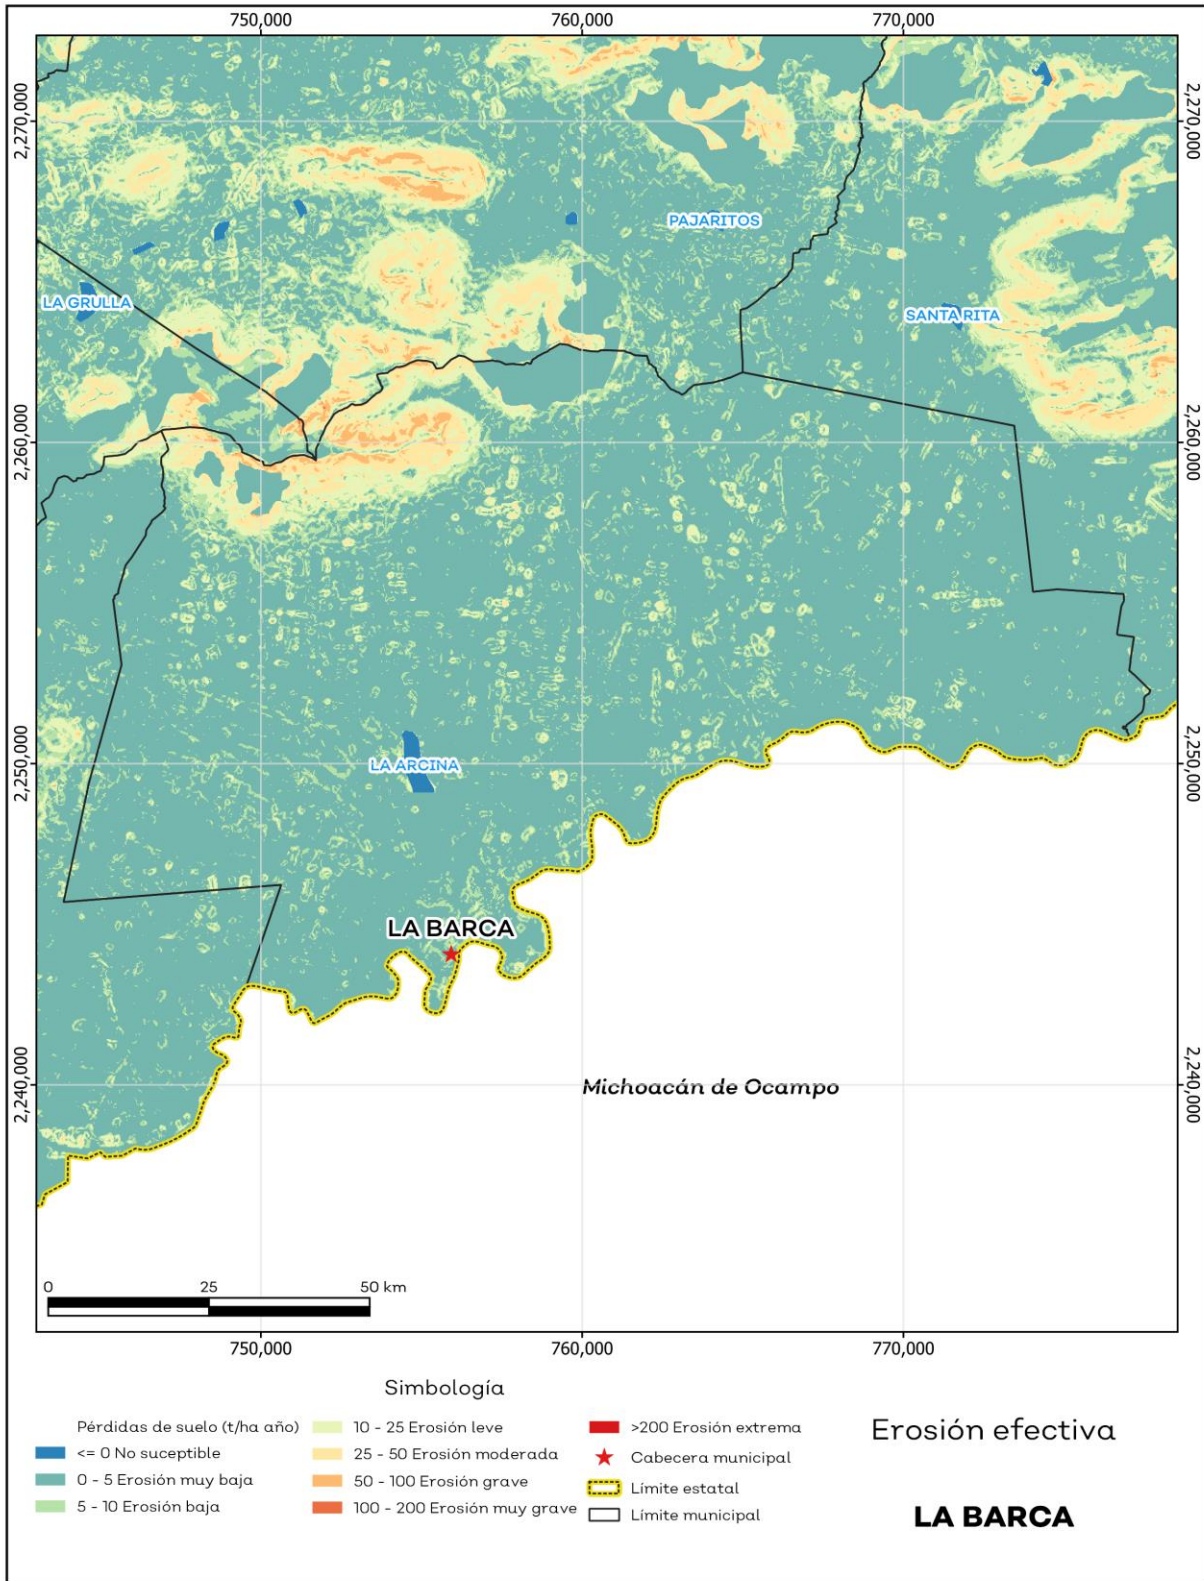 750,000
760,000
770,000
2,270,000
2,270,000
PAJARITOS
LA GRULLA
SANTA RITA
2,260,000
2,260,000
2,250,000
LA ARCINA
2,250,000
LA BARCA
2,240,000
Michoacán de Ocampo
2,240,000
0 25 50 km
750,000
760,000
770,000
Simbología
Pérdidas de suelo (t/ha año)
<= 0 No suceptible
0 - 5 Erosión muy baja
5 - 10 Erosión baja
10 - 25 Erosión leve
25 - 50 Erosión moderada
50 - 100 Erosión grave
100 - 200 Erosión muy grave
>200 Erosión extrema
Cabecera municipal
Límite estatal
Límite municipal
Erosión efectiva
LA BARCA